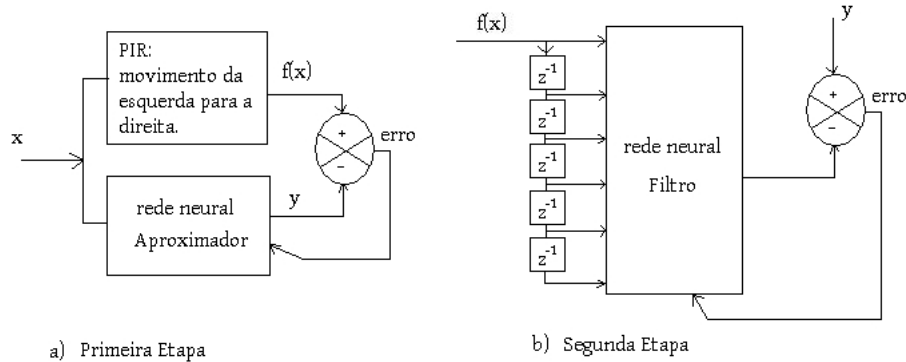 PIR:
movimento da
esquerda para a
direita.
f(x)
x
+
−
erro
rede neural
Aproximador
y
a) Primeira Etapa
f(x)
z⁻¹
z⁻¹
z⁻¹
z⁻¹
z⁻¹
rede neural
Filtro
y
+
−
erro
b) Segunda Etapa